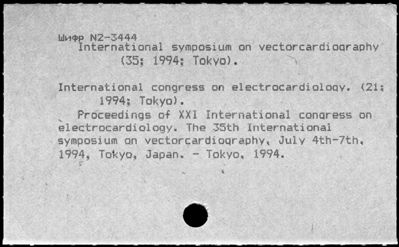 Шифр N2-3444
International symposium on vectorcardiography
(35; 1994; Tokyo).
International congress on electrocardiology. (21;
1994; Tokyo).
Proceedings of XXI International congress on
electrocardiology. The 35th International
symposium on vectorcardiography, July 4th-7th,
1994, Tokyo, Japan. - Tokyo, 1994.